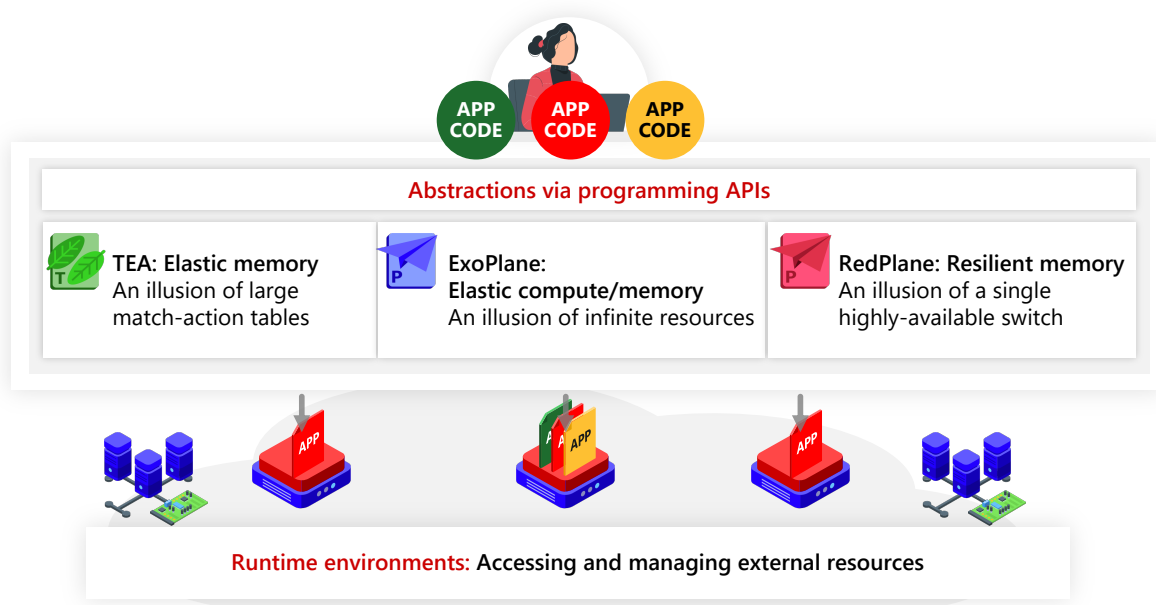 APP
CODE
APP
CODE
APP
CODE
Abstractions via programming APIs
T
TEA: Elastic memory
An illusion of large
match-action tables
P
ExoPlane:
Elastic compute/memory
An illusion of infinite resources
P
RedPlane: Resilient memory
An illusion of a single
highly-available switch
APP
A
A
APP
APP
Runtime environments: Accessing and managing external resources